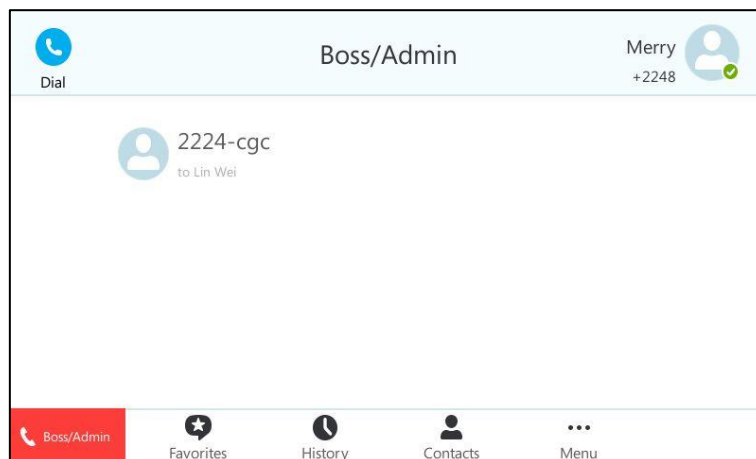 Dial
Boss/Admin
Merry
+2248
2224-cgc
to Lin Wei
Boss/Admin
Favorites
History
Contacts
Menu